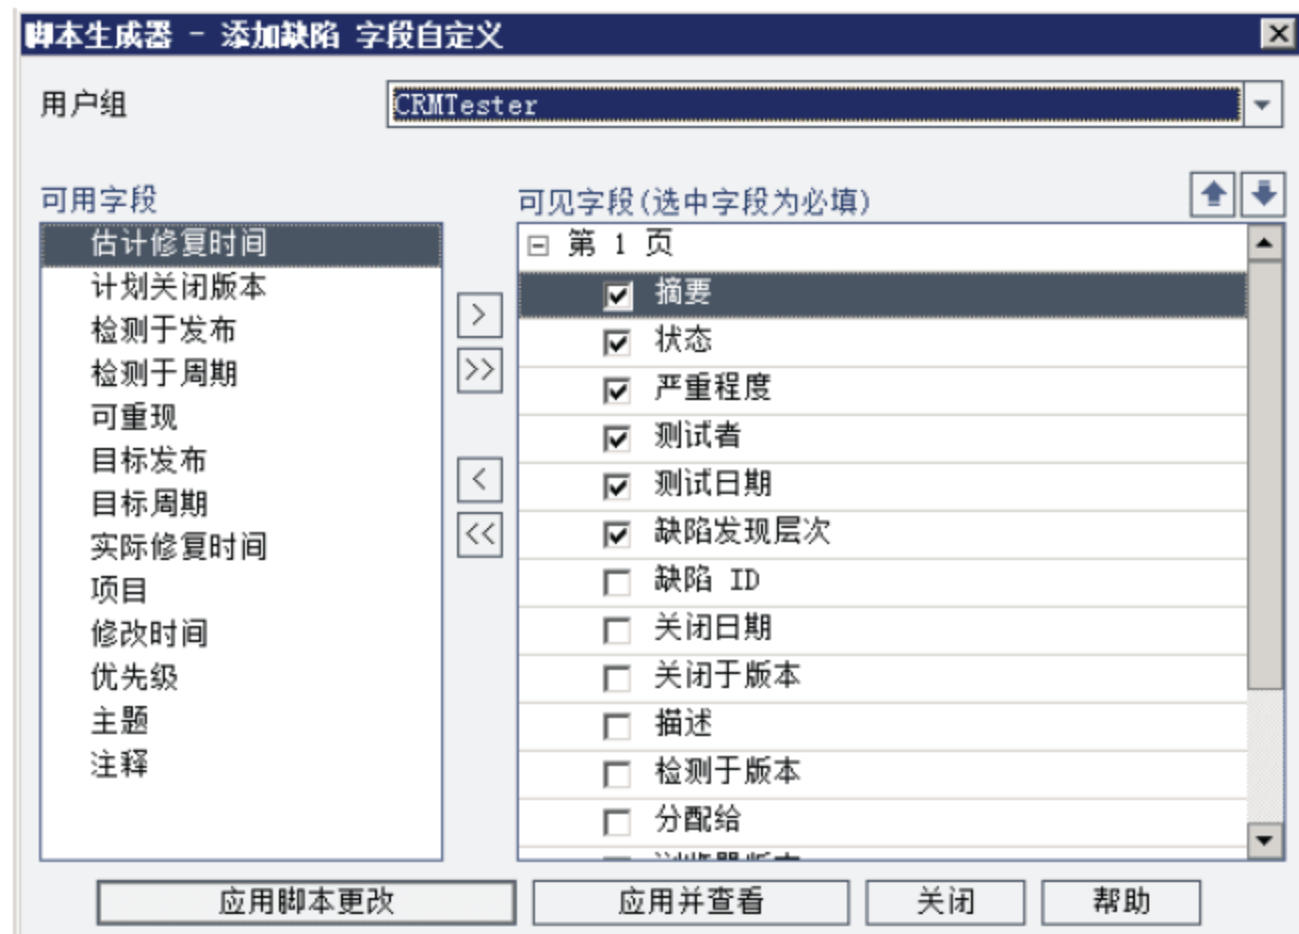 脚本生成器 - 添加缺陷 字段自定义
用户组
CRMTester
可用字段
估计修复时间
计划关闭版本
检测于发布
检测于周期
可重现
目标发布
目标周期
实际修复时间
项目
修改时间
优先级
主题
注释
>
>>
<
<<
可见字段(选中字段为必填)
第 1 页
摘要
状态
严重程度
测试者
测试日期
缺陷发现层次
缺陷 ID
关闭日期
关闭于版本
描述
检测于版本
分配给
应用脚本更改
应用并查看
关闭
帮助